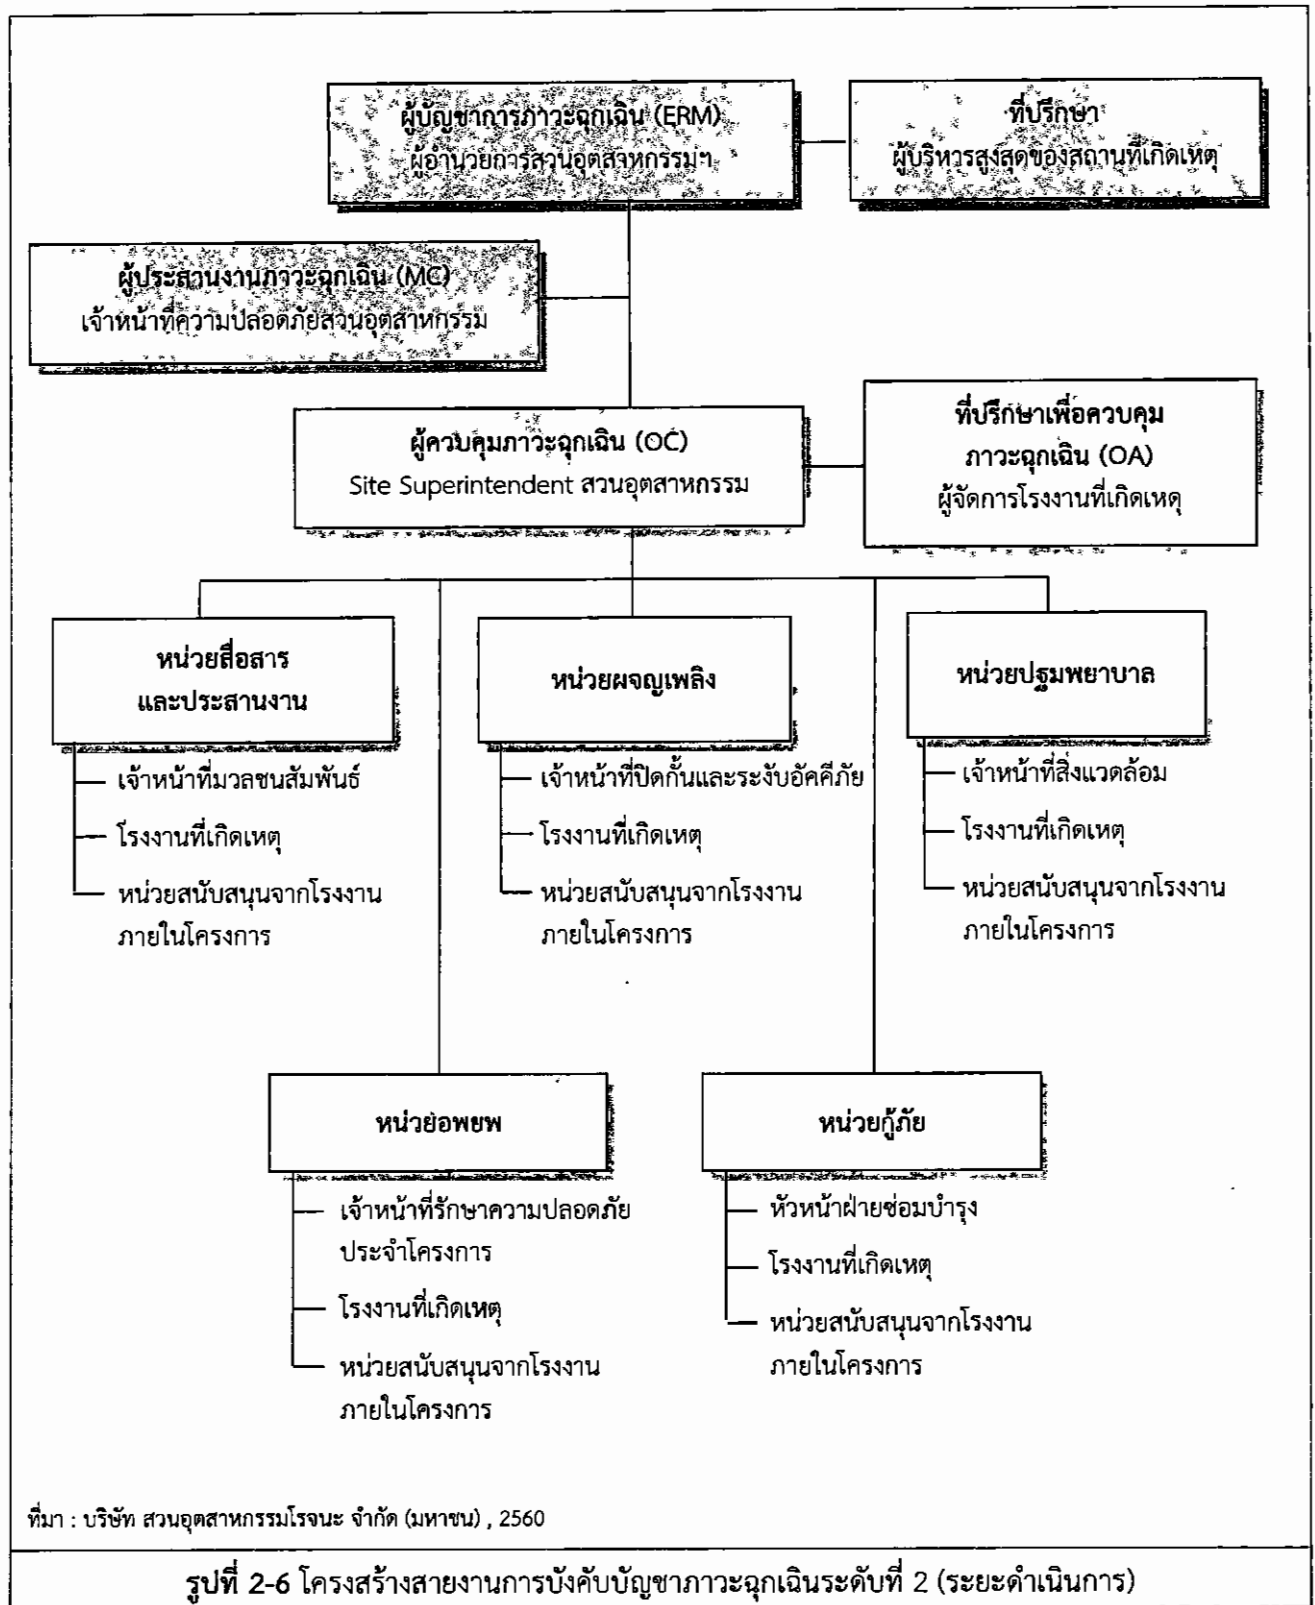 ผู้บัญชาการภาวะฉุกเฉิน (ERM)
ผู้อำนวยการสวนอุตสาหกรรมฯ
ที่ปรึกษา
ผู้บริหารสูงสุดของสถานที่เกิดเหตุ
ผู้ประสานงานภาวะฉุกเฉิน (MC)
เจ้าหน้าที่ความปลอดภัยสวนอุตสาหกรรม
ผู้ควบคุมภาวะฉุกเฉิน (OC)
Site Superintendent สวนอุตสาหกรรม
ที่ปรึกษาเพื่อควบคุม
ภาวะฉุกเฉิน (OA)
ผู้จัดการโรงงานที่เกิดเหตุ
หน่วยสื่อสาร
และประสานงาน
เจ้าหน้าที่มวลชนสัมพันธ์
โรงงานที่เกิดเหตุ
หน่วยสนับสนุนจากโรงงาน
ภายในโครงการ
หน่วยผจญเพลิง
เจ้าหน้าที่ปิดกั้นและระงับอัคคีภัย
โรงงานที่เกิดเหตุ
หน่วยสนับสนุนจากโรงงาน
ภายในโครงการ
หน่วยปฐมพยาบาล
เจ้าหน้าที่สิ่งแวดล้อม
โรงงานที่เกิดเหตุ
หน่วยสนับสนุนจากโรงงาน
ภายในโครงการ
หน่วยอพยพ
เจ้าหน้าที่รักษาความปลอดภัย
ประจำโครงการ
โรงงานที่เกิดเหตุ
หน่วยสนับสนุนจากโรงงาน
ภายในโครงการ
หน่วยกู้ภัย
หัวหน้าฝ่ายซ่อมบำรุง
โรงงานที่เกิดเหตุ
หน่วยสนับสนุนจากโรงงาน
ภายในโครงการ
ที่มา : บริษัท สวนอุตสาหกรรมโรจนะ จำกัด (มหาชน) , 2560
รูปที่ 2-6 โครงสร้างสายงานการบังคับบัญชาภาวะฉุกเฉินระดับที่ 2 (ระยะดำเนินการ)